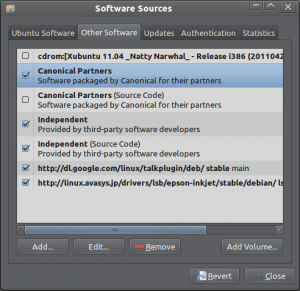 Software Sources
Ubuntu Software Other Software Updates Authentication Statistics
cdrom:[Xubuntu 11.04 _Natty Narwhal_ - Release i386 (2011042
Canonical Partners
Software packaged by Canonical for their partners
Canonical Partners (Source Code)
Software packaged by Canonical for their partners
Independent
Provided by third-party software developers
Independent (Source Code)
Provided by third-party software developers
http://dl.google.com/linux/talkplugin/deb/ stable main
http://linux.avasys.jp/drivers/lsb/epson-inkjet/stable/debian/ ls
Add... Edit... Remove Add Volume...
Revert Close